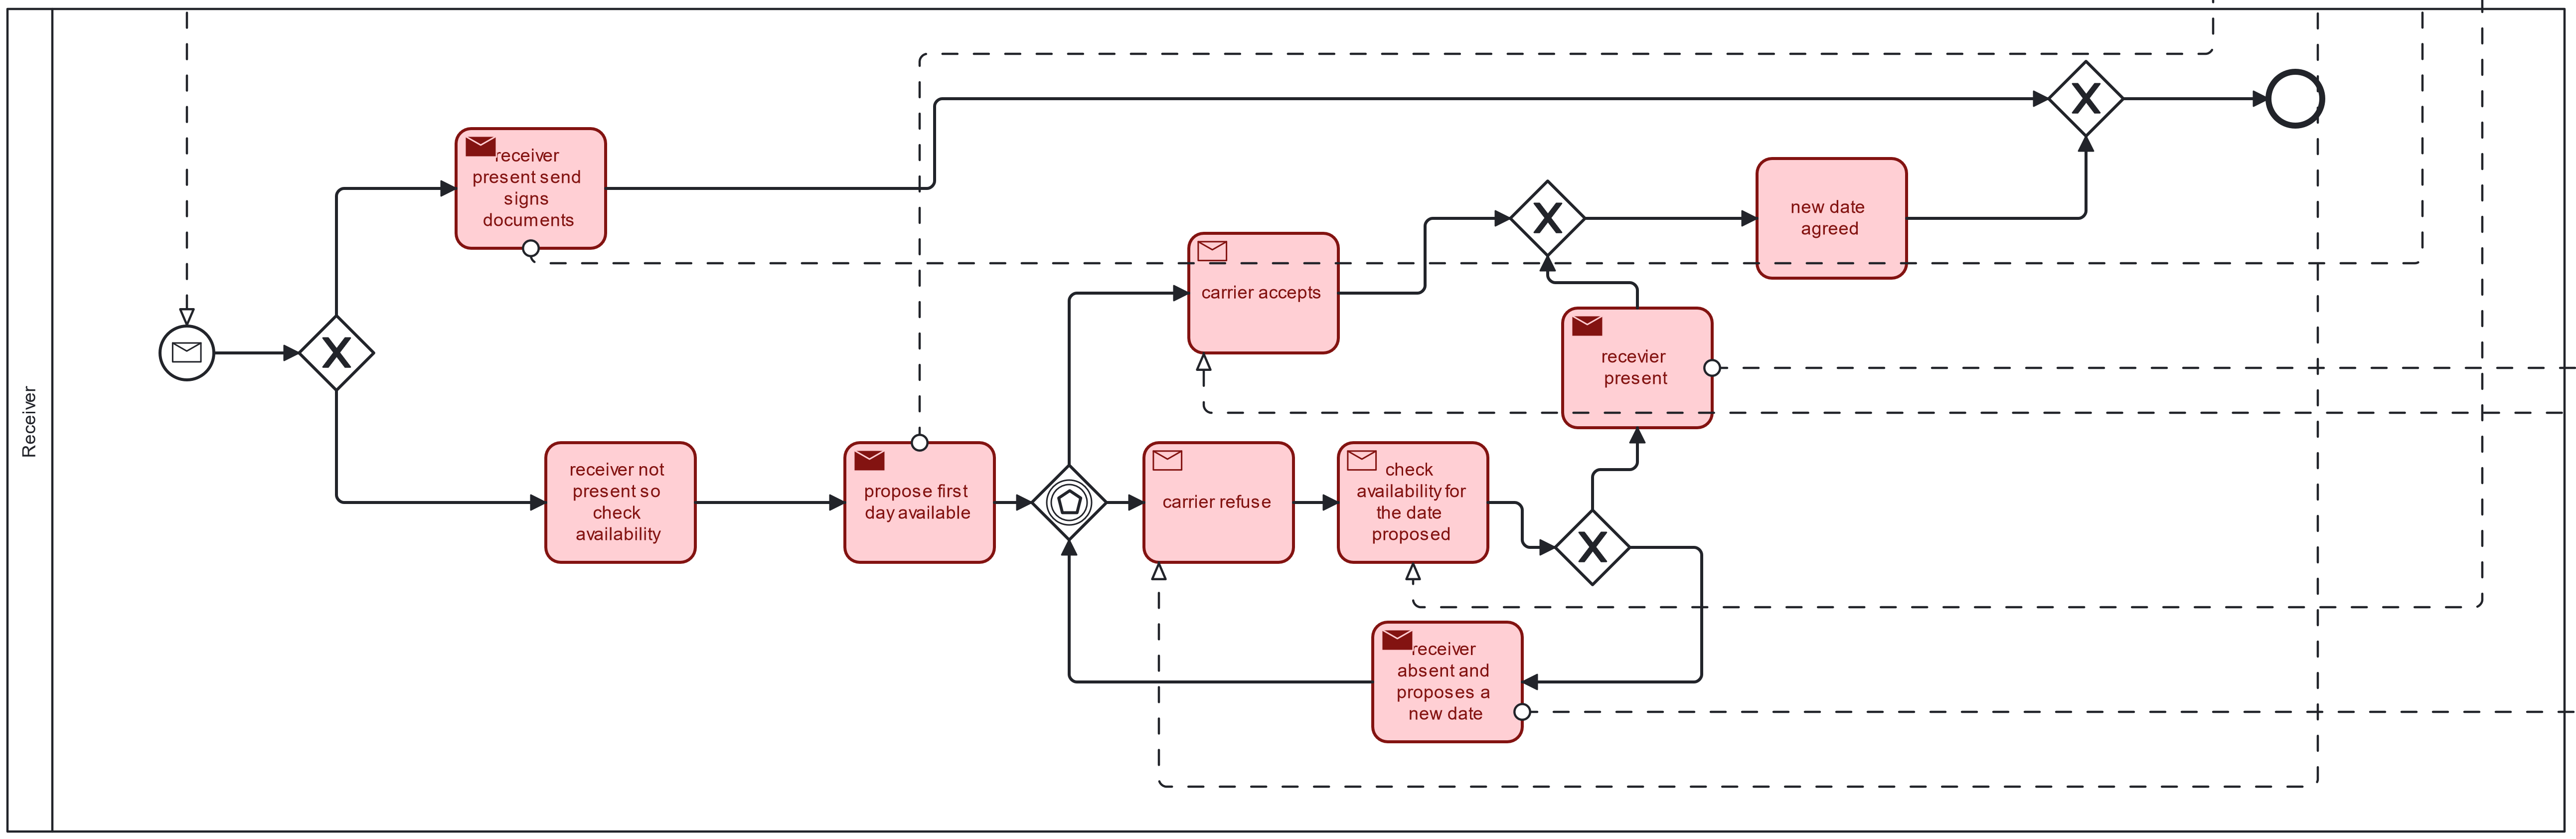 Receiver
receiver
present send
signs
documents
new date
agreed
carrier accepts
recevier
present
receiver not
present so
check
availability
propose first
day available
carrier refuse
check
availability for
the date
proposed
receiver
absent and
proposes a
new date